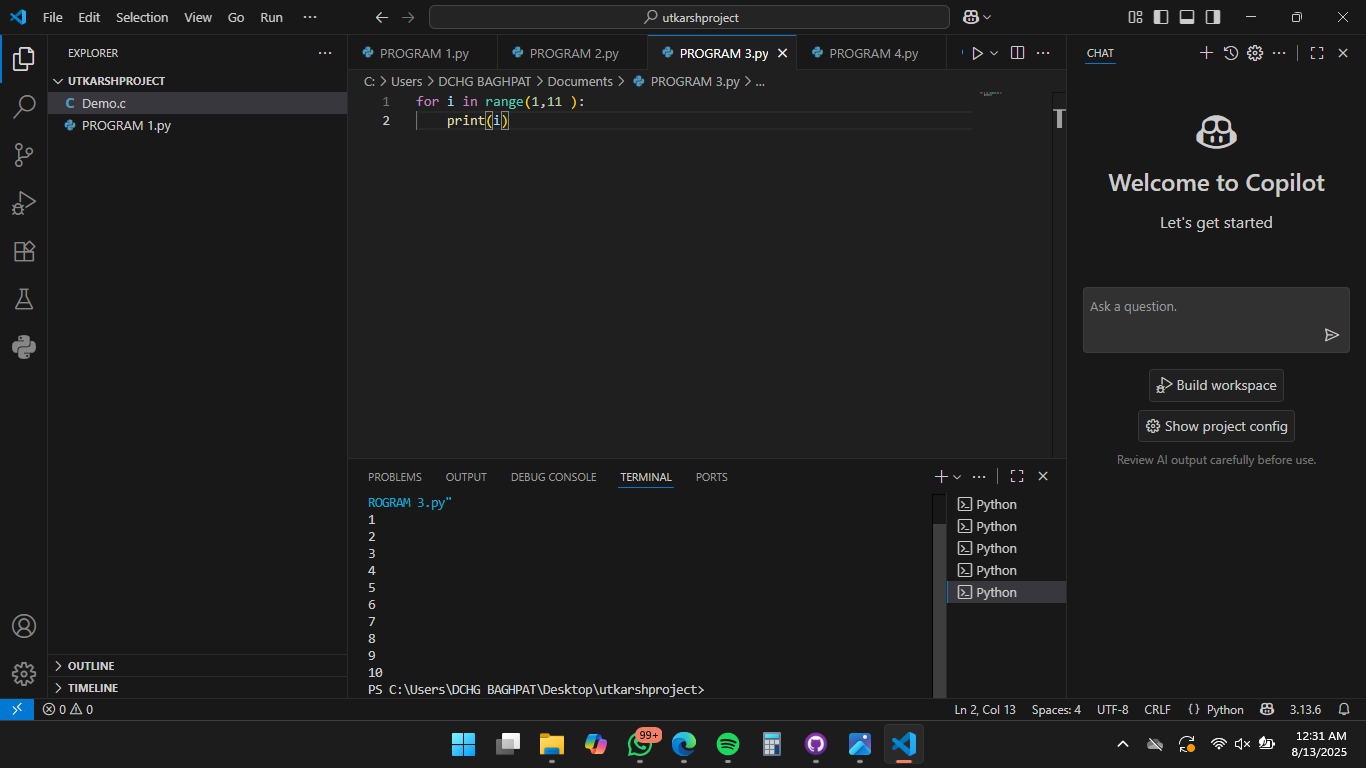 File Edit Selection View Go Run ···
utkarshproject
EXPLORER
UTKARSHPROJECT
C Demo.c
PROGRAM 1.py
OUTLINE
TIMELINE
PROGRAM 1.py PROGRAM 2.py PROGRAM 3.py PROGRAM 4.py
C: > Users > DCHG BAGHPAT > Documents > PROGRAM 3.py > ...
1 for i in range(1,11 ):
2     print(i)
PROBLEMS OUTPUT DEBUG CONSOLE TERMINAL PORTS
ROGRAM 3.py"
1
2
3
4
5
6
7
8
9
10
PS C:\Users\DCHG BAGHPAT\Desktop\utkarshproject>
Python
Python
Python
Python
Python
CHAT
Welcome to Copilot
Let's get started
Ask a question.
Build workspace
Show project config
Review AI output carefully before use.
0 0 Ln 2, Col 13 Spaces: 4 UTF-8 CRLF {} Python 3.13.6
99+
12:31 AM
8/13/2025